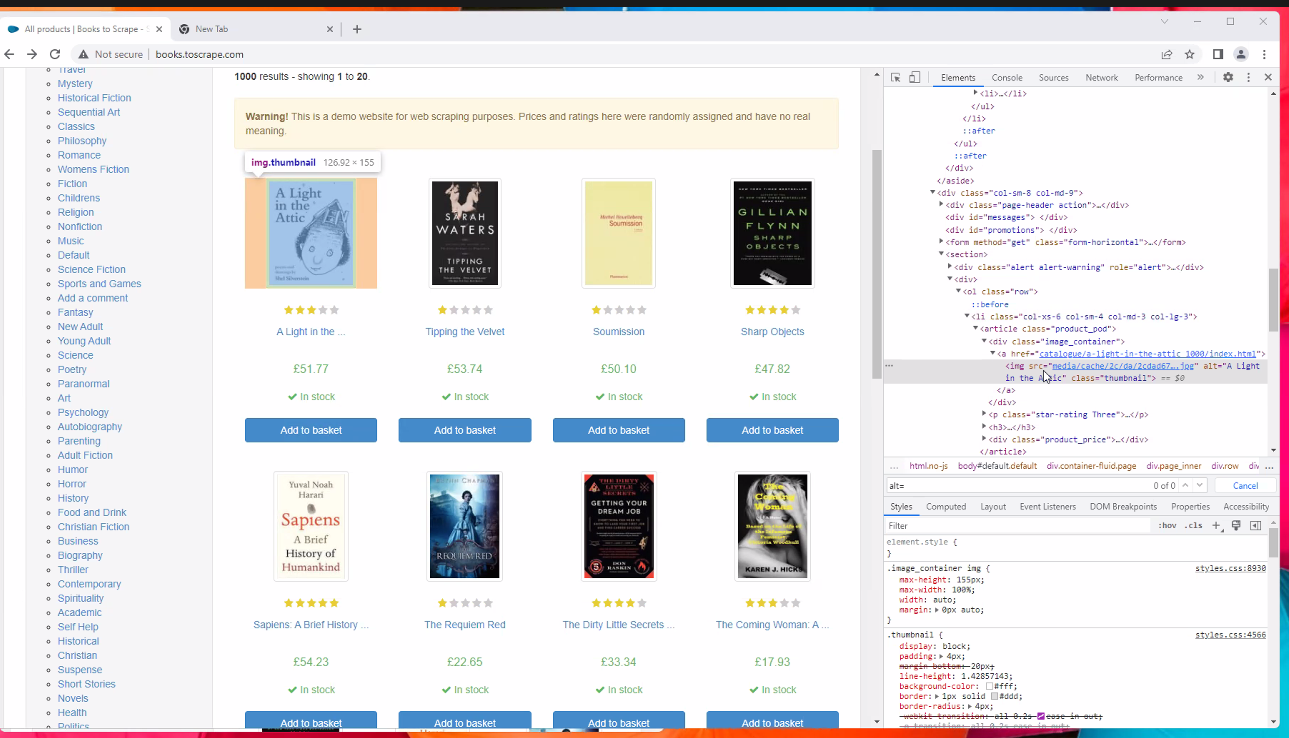 All products | Books to Scrape -
New Tab
Not secure
books.toscrape.com
Travel
Mystery
Historical Fiction
Sequential Art
Classics
Philosophy
Romance
Womens Fiction
Fiction
Childrens
Religion
Nonfiction
Music
Default
Science Fiction
Sports and Games
Add a comment
Fantasy
New Adult
Young Adult
Science
Poetry
Paranormal
Art
Psychology
Autobiography
Parenting
Adult Fiction
Humor
Horror
History
Food and Drink
Christian Fiction
Business
Biography
Thriller
Contemporary
Spirituality
Academic
Self Help
Historical
Christian
Suspense
Short Stories
Novels
Health
Politics
1000 results - showing 1 to 20.
Warning! This is a demo website for web scraping purposes. Prices and ratings here were randomly assigned and have no real
meaning.
img.thumbnail 126.92 × 155
A Light
in the
Attic
SARAH
WATERS
TIPPING
THE VELVET
Soumission
GILLIAN
FLYNN
SHARP
OBJECTS
A Light in the ...
Tipping the Velvet
Soumission
Sharp Objects
£51.77
£53.74
£50.10
£47.82
In stock
In stock
In stock
In stock
Add to basket
Add to basket
Add to basket
Add to basket
Yuval Noah
Harari
Sapiens
A Brief
History of
Humankind
REQUIEM RED
THE DIRTY LITTLE
SECRETS
GETTING YOUR
DREAM JOB
DON
RASKIN
The
Coming
Woman
KAREN J. HICKS
Sapiens: A Brief History ...
The Requiem Red
The Dirty Little Secrets ...
The Coming Woman: A ...
£54.23
£22.65
£33.34
£17.93
In stock
In stock
In stock
In stock
Add to basket
Add to basket
Add to basket
Add to basket
Elements
Console
Sources
Network
Performance
<li>…</li>
</ul>
</li>
::after
</ul>
::after
</div>
</aside>
<div class="col-sm-8 col-md-9">
<div class="page-header action">…</div>
<div id="messages"> </div>
<div id="promotions"> </div>
<form method="get" class="form-horizontal">…</form>
<section>
<div class="alert alert-warning" role="alert">…</div>
<div>
<ol class="row">
::before
<li class="col-xs-6 col-sm-4 col-md-3 col-lg-3">
<article class="product_pod">
<div class="image_container">
<a href="catalogue/a-light-in-the-attic_1000/index.html">
<img src="media/cache/2c/da/2cdad67….jpg" alt="A Light
in the Attic" class="thumbnail"> == $0
</a>
</div>
<p class="star-rating Three">…</p>
<h3>…</h3>
<div class="product_price">…</div>
</article>
... html.no-js body#default.default div.container-fluid.page div.page_inner div.row div ...
alt=
0 of 0
Cancel
Styles
Computed
Layout
Event Listeners
DOM Breakpoints
Properties
Accessibility
Filter
:hov .cls +
element.style {
}
.image_container img {
styles.css:8930
max-height: 155px;
max-width: 100%;
width: auto;
margin: 0px auto;
}
.thumbnail {
styles.css:4566
display: block;
padding: 4px;
margin-bottom: 20px;
line-height: 1.42857143;
background-color: #fff;
border: 1px solid #ddd;
border-radius: 4px;
-webkit-transition: all 0.2s ease-in-out;
-o-transition: all 0.2s ease-in-out;